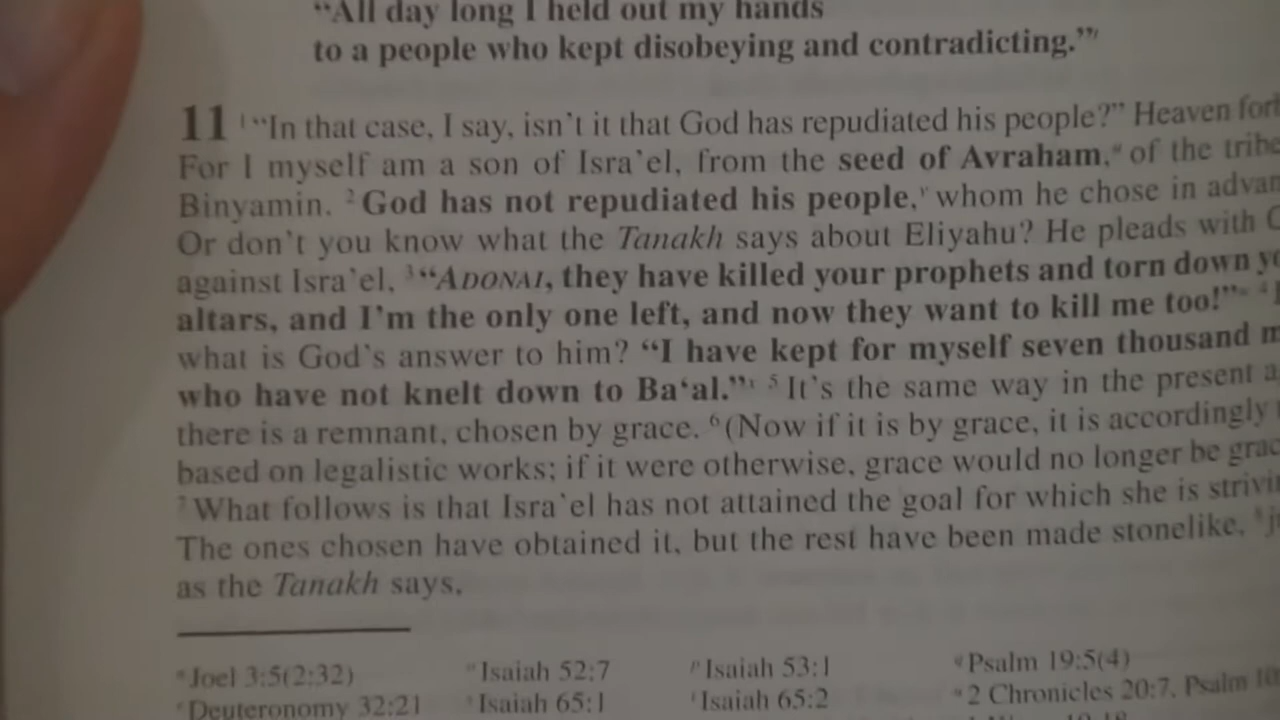 "All day long I held out my hands
to a people who kept disobeying and contradicting."
11 1 "In that case, I say, isn't it that God has repudiated his people?" Heaven
For I myself am a son of Isra'el, from the seed of Avraham, of the tribe
Binyamin. 2 God has not repudiated his people, whom he chose in
Or don't you know what the Tanakh says about Eliyahu? He pleads with
against Isra'el, 3 "ADONAI, they have killed your prophets and torn down
altars, and I'm the only one left, and now they want to kill me too!" 4
what is God's answer to him? "I have kept for myself seven thousand
who have not knelt down to Ba'al." 5 It's the same way in the present
there is a remnant, chosen by grace. 6 (Now if it is by grace, it is accordingly
based on legalistic works; if it were otherwise, grace would no longer be
7 What follows is that Isra'el has not attained the goal for which she is
The ones chosen have obtained it, but the rest have been made stonelike, 8
as the Tanakh says,
Joel 3:5(2:32) Isaiah 52:7 Isaiah 53:1 Psalm 19:5(4)
Deuteronomy 32:21 Isaiah 65:1 Isaiah 65:2 2 Chronicles 20:7, Psalm